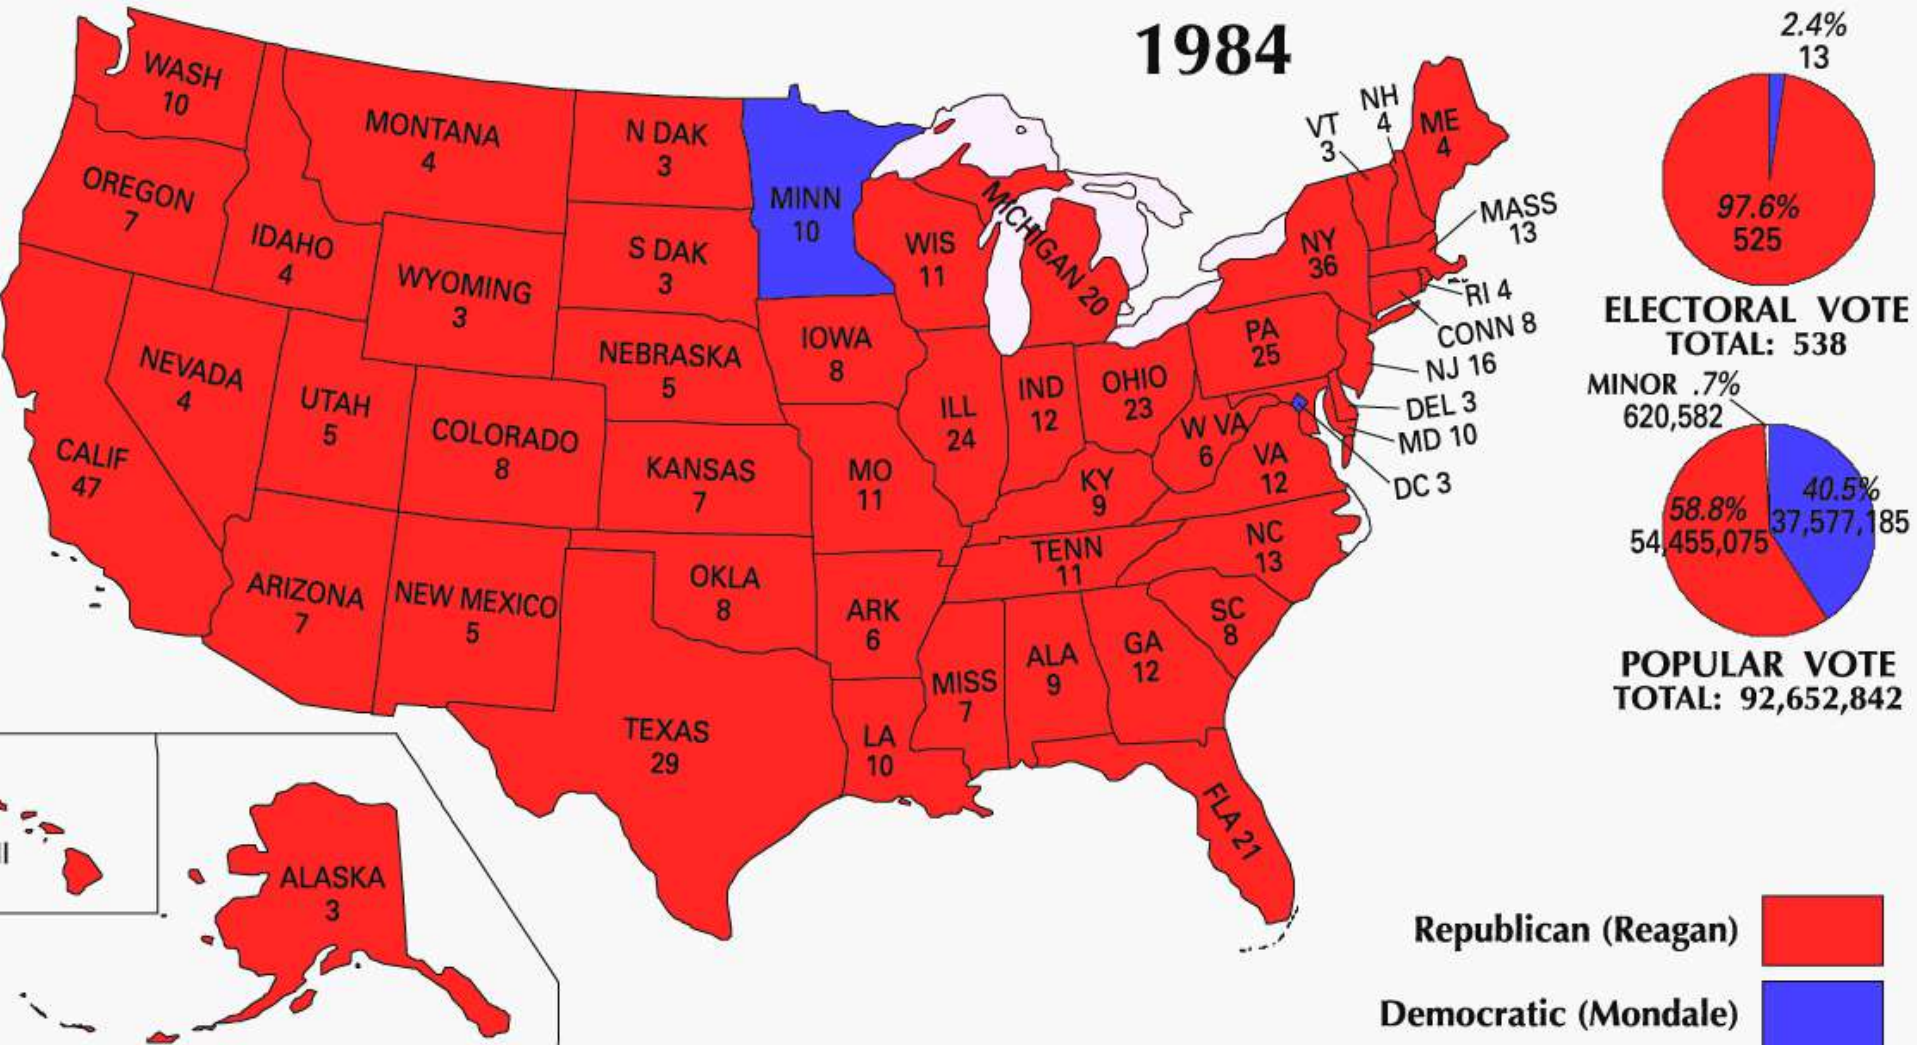 1984
WASH
10
OREGON
7
CALIF
47
NEVADA
4
IDAHO
4
MONTANA
4
WYOMING
3
UTAH
5
COLORADO
8
ARIZONA
7
NEW MEXICO
5
N DAK
3
S DAK
3
NEBRASKA
5
KANSAS
7
OKLA
8
TEXAS
29
MINN
10
IOWA
8
MO
11
ARK
6
LA
10
WIS
11
ILL
24
MICHIGAN 20
IND
12
OHIO
23
KY
9
TENN
11
MISS
7
ALA
9
GA
12
FLA 21
SC
8
NC
13
VA
12
W VA
6
PA
25
NY
36
VT
3
NH
4
ME
4
MASS
13
RI 4
CONN 8
NJ 16
DEL 3
MD 10
DC 3
ALASKA
3
2.4%
13
97.6%
525
ELECTORAL VOTE
TOTAL: 538
MINOR .7%
620,582
58.8%
54,455,075
40.5%
37,577,185
POPULAR VOTE
TOTAL: 92,652,842
Republican (Reagan)
Democratic (Mondale)